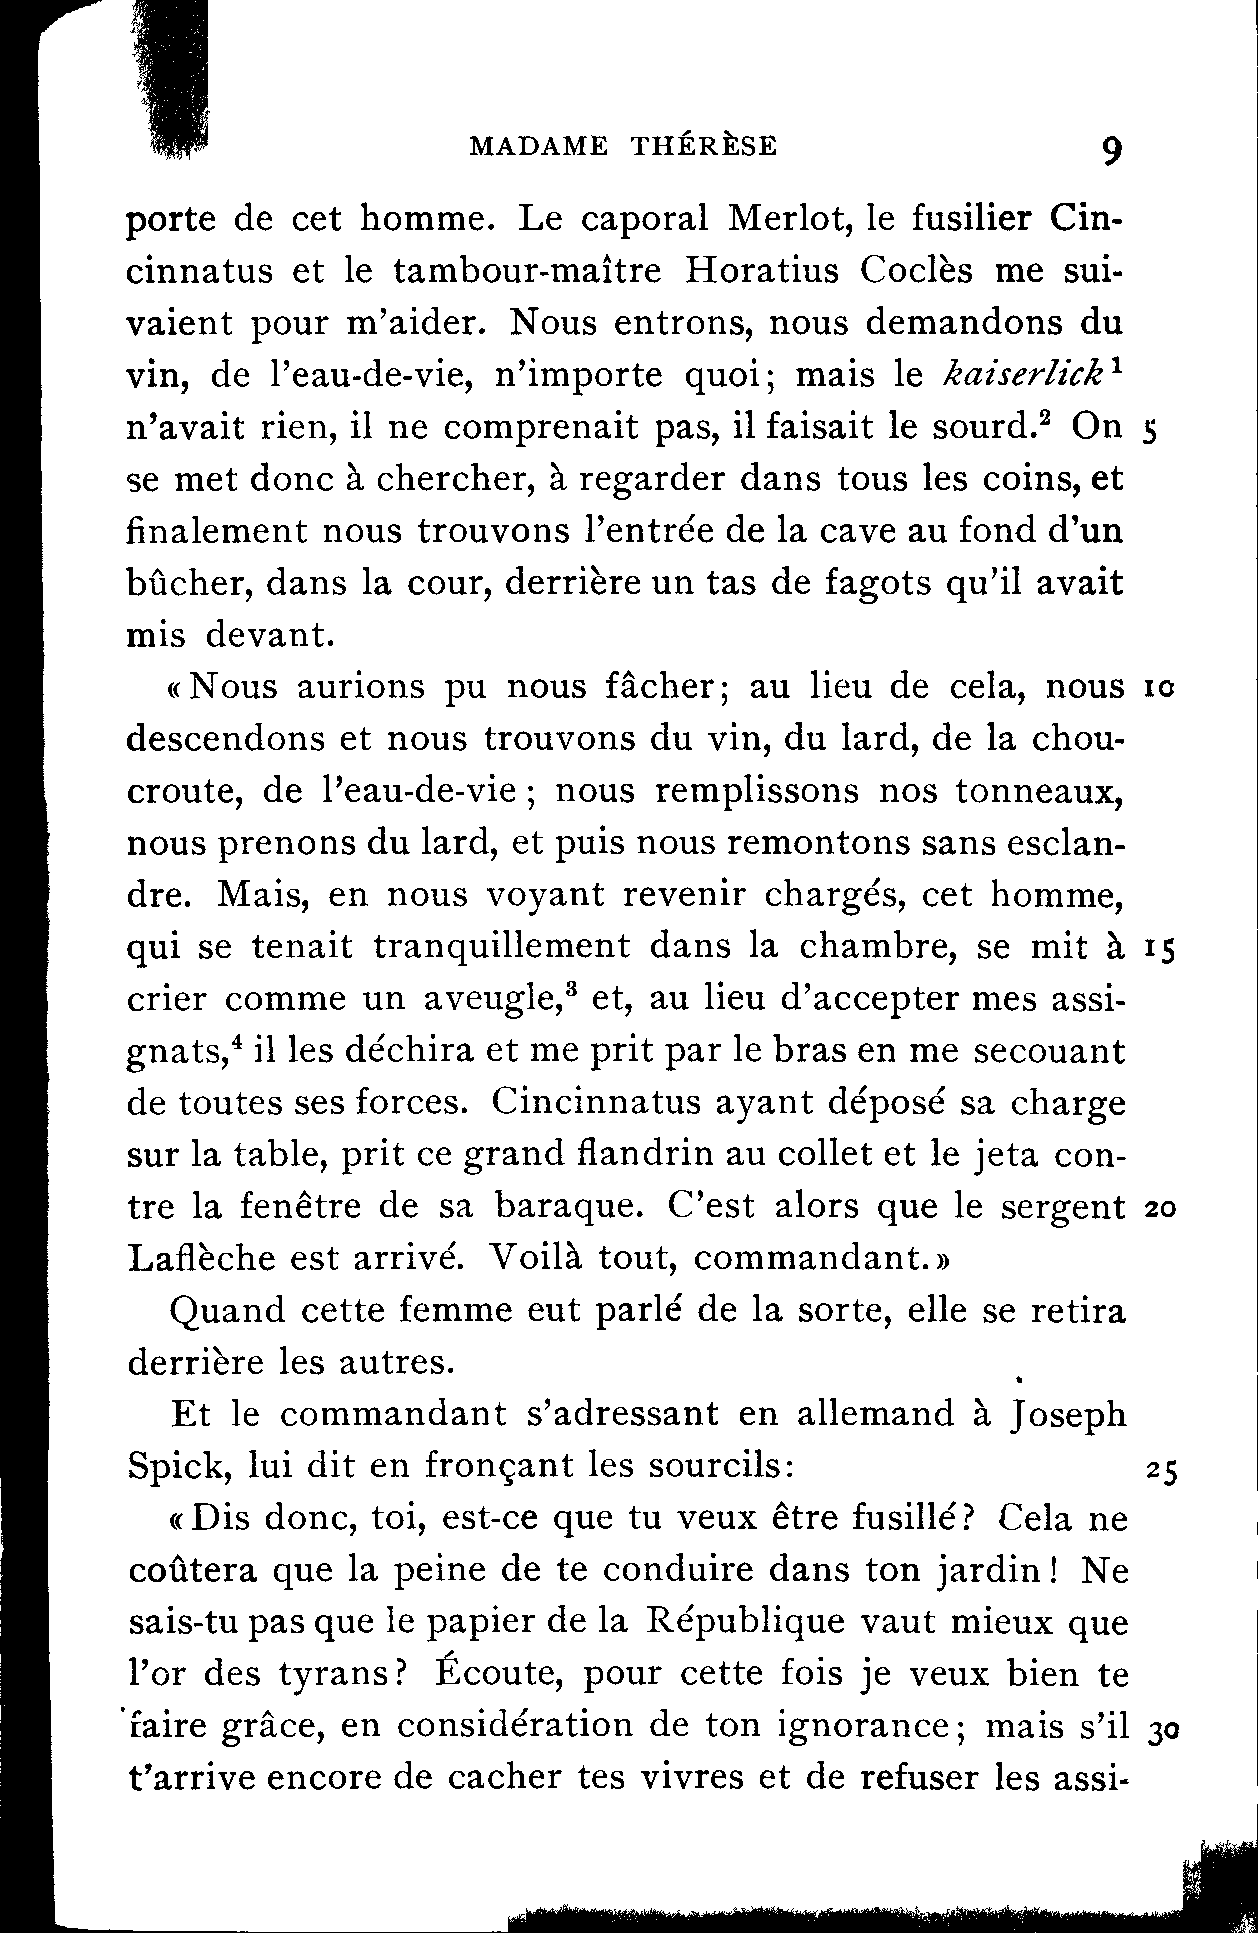 MADAME THÉRÈSE 9
porte de cet homme. Le caporal Merlot, le fusilier Cin-
cinnatus et le tambour-maître Horatius Coclès me sui-
vaient pour m'aider. Nous entrons, nous demandons du
vin, de l'eau-de-vie, n'importe quoi; mais le kaiserlick¹
n'avait rien, il ne comprenait pas, il faisait le sourd.² On 5
se met donc à chercher, à regarder dans tous les coins, et
finalement nous trouvons l'entrée de la cave au fond d'un
bûcher, dans la cour, derrière un tas de fagots qu'il avait
mis devant.
« Nous aurions pu nous fâcher; au lieu de cela, nous 10
descendons et nous trouvons du vin, du lard, de la chou-
croute, de l'eau-de-vie ; nous remplissons nos tonneaux,
nous prenons du lard, et puis nous remontons sans esclan-
dre. Mais, en nous voyant revenir chargés, cet homme,
qui se tenait tranquillement dans la chambre, se mit à 15
crier comme un aveugle,³ et, au lieu d'accepter mes assi-
gnats,⁴ il les déchira et me prit par le bras en me secouant
de toutes ses forces. Cincinnatus ayant déposé sa charge
sur la table, prit ce grand flandrin au collet et le jeta con-
tre la fenêtre de sa baraque. C'est alors que le sergent 20
Laflèche est arrivé. Voilà tout, commandant. »
Quand cette femme eut parlé de la sorte, elle se retira
derrière les autres.
Et le commandant s'adressant en allemand à Joseph
Spick, lui dit en fronçant les sourcils: 25
« Dis donc, toi, est-ce que tu veux être fusillé? Cela ne
coûtera que la peine de te conduire dans ton jardin! Ne
sais-tu pas que le papier de la République vaut mieux que
l'or des tyrans? Écoute, pour cette fois je veux bien te
faire grâce, en considération de ton ignorance; mais s'il 30
t'arrive encore de cacher tes vivres et de refuser les assi-